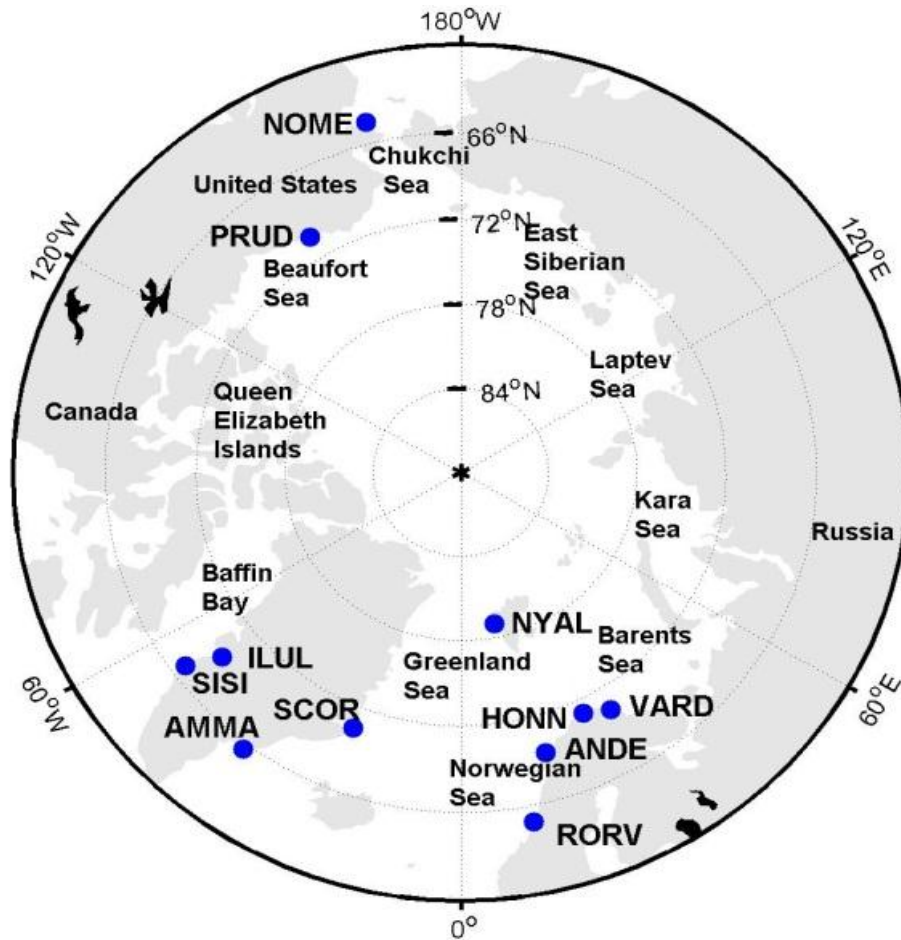 180°W
NOME
66°N
Chukchi
Sea
United States
72°N
PRUD
East
Siberian
Sea
120°W
120°E
Beaufort
Sea
78°N
Laptev
Sea
84°N
Queen
Elizabeth
Islands
Canada
Kara
Sea
Russia
Baffin
Bay
NYAL
Barents
Sea
ILUL
Greenland
Sea
SISI
60°W
60°E
SCOR
HONN
VARD
AMMA
ANDE
Norwegian
Sea
RORV
0°